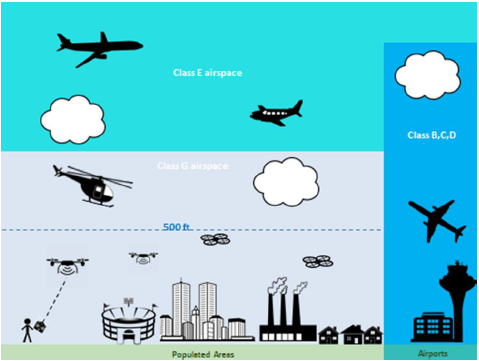 Class E airspace
Class B,C,D
Class G airspace
500 ft.
Populated Areas
Airports